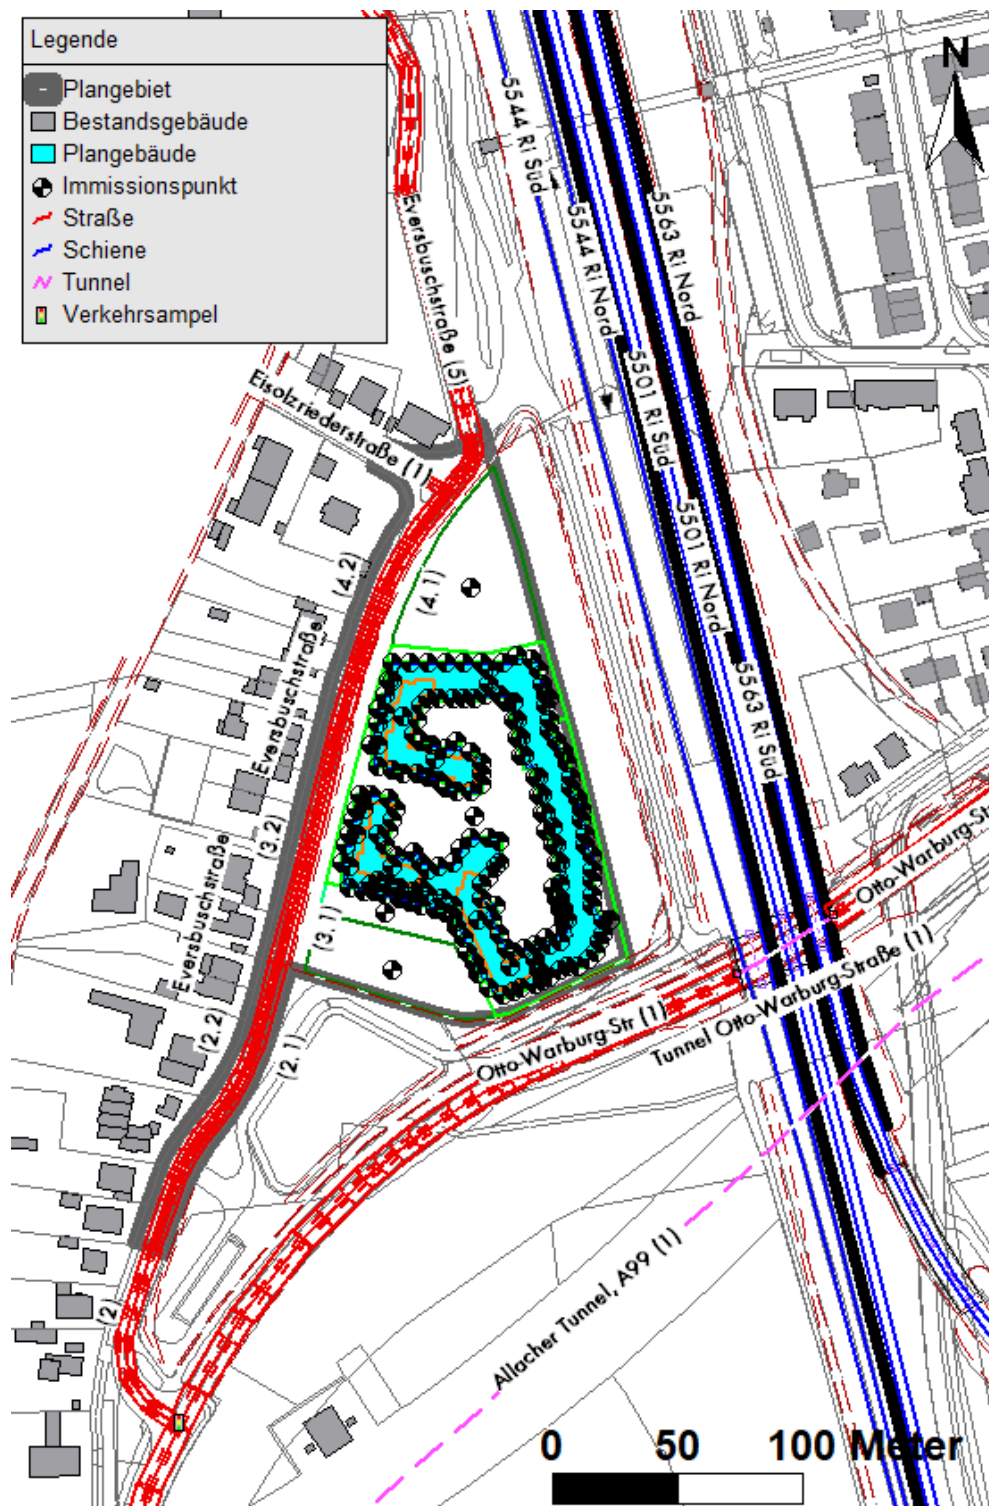 Legende
Plangebiet
Bestandsgebäude
Plangebäude
Immissionspunkt
Straße
Schiene
Tunnel
Verkehrsampel
N
5544 Ri Süd
5544 Ri Nord
5563 Ri Nord
Eversbuschstraße (5)
5501 Ri Süd
Eisolzriederstraße (1)
5501 Ri Nord
(4.2)
(4.1)
5563 Ri Süd
Eversbuschstraße
(3.2)
Otto-Warburg-Str
Eversbuschstraße
(3.1)
(2.2)
(2.1)
Otto-Warburg-Str (1)
Tunnel Otto-Warburg-Straße (1)
Allacher Tunnel, A99 (1)
(2)
0 50 100 Meter